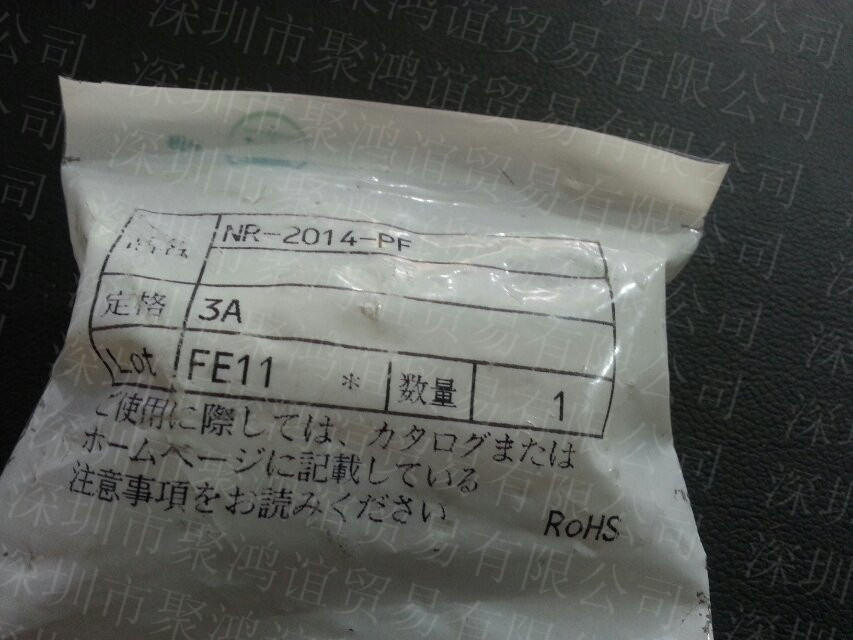 品名 NR-2014-PF
定格 3A
Lot FE11 * 数量 1
ご使用に際しては、カタログまたは
ホームページに記載している
注意事項をお読みください
RoHS
深圳市聚鸿谊贸易有限公司